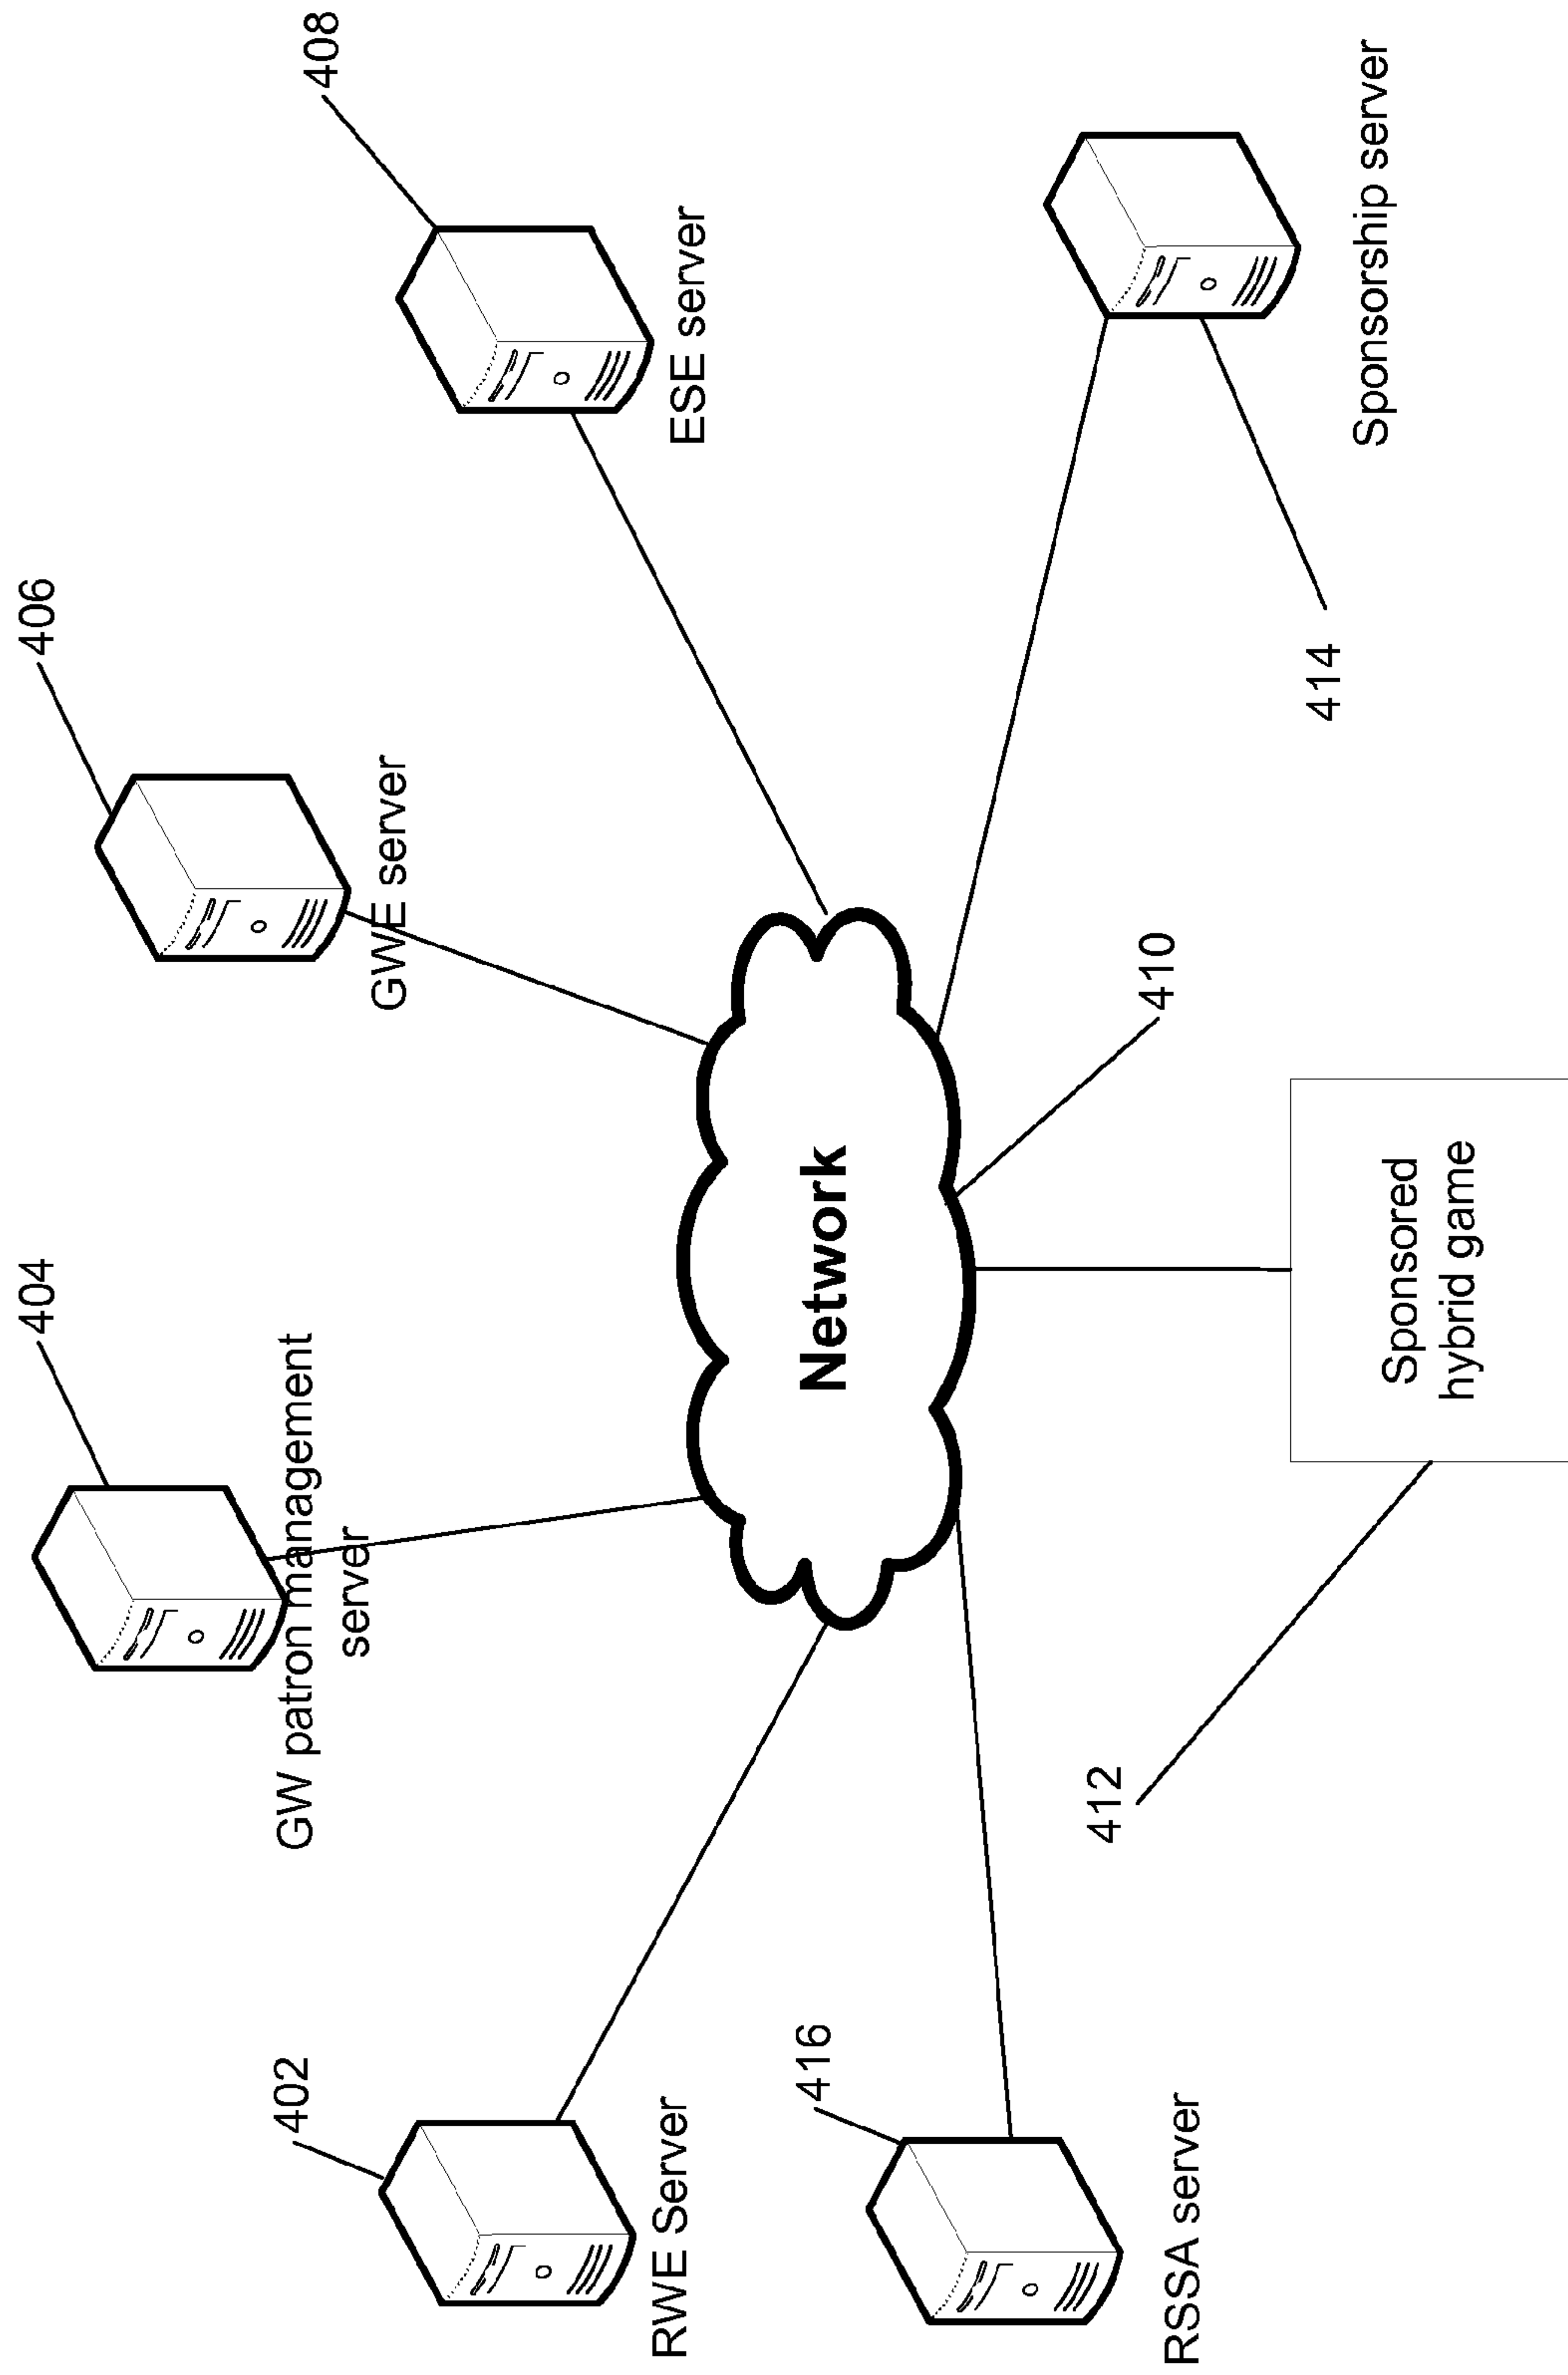 404
406
408
GW patron management
server
GWE server
402
RWE Server
ESE server
Network
416
RSSA server
410
412
414
Sponsorship server
Sponsored
hybrid game